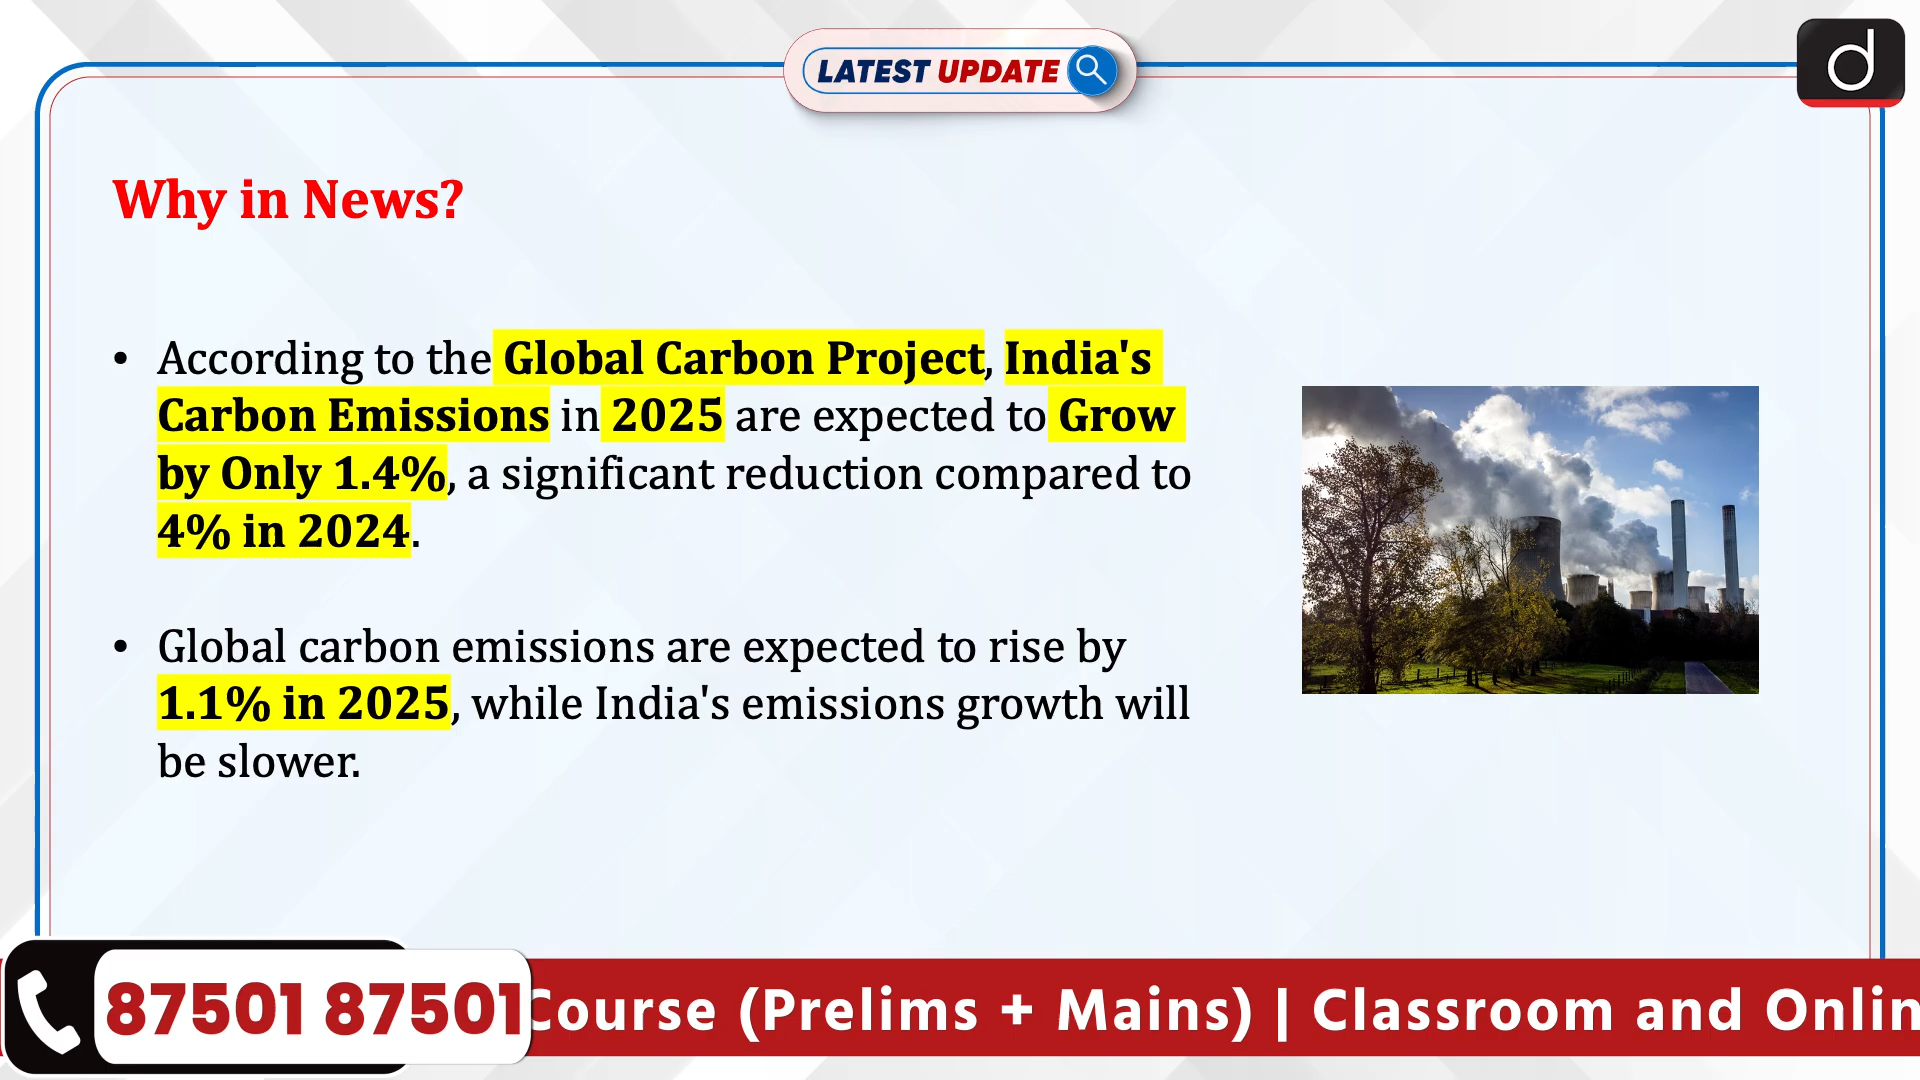 LATEST UPDATE
d
Why in News?
• According to the Global Carbon Project, India's
Carbon Emissions in 2025 are expected to Grow
by Only 1.4%, a significant reduction compared to
4% in 2024.
• Global carbon emissions are expected to rise by
1.1% in 2025, while India's emissions growth will
be slower.
87501 87501 Course (Prelims + Mains) | Classroom and Onlin